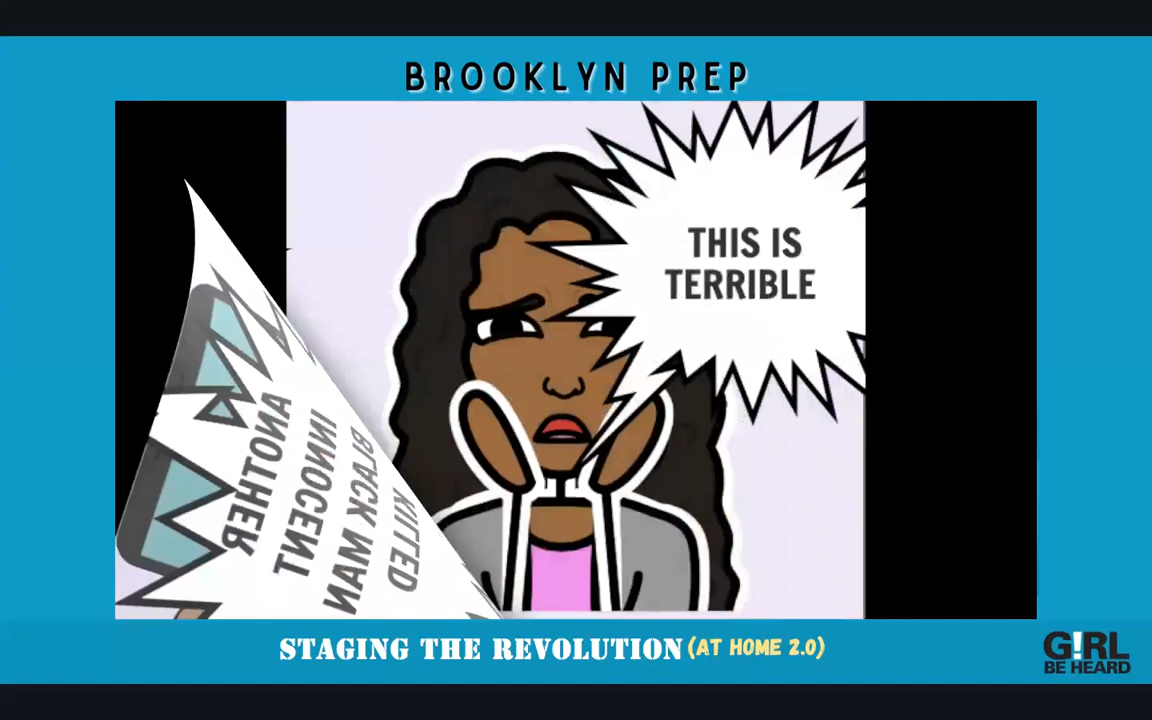 BROOKLYN PREP
THIS IS
TERRIBLE
ANOTHER
INNOCENT
BLACK MAN
KILLED
STAGING THE REVOLUTION (AT HOME 2.0)
G!RL
BE HEARD